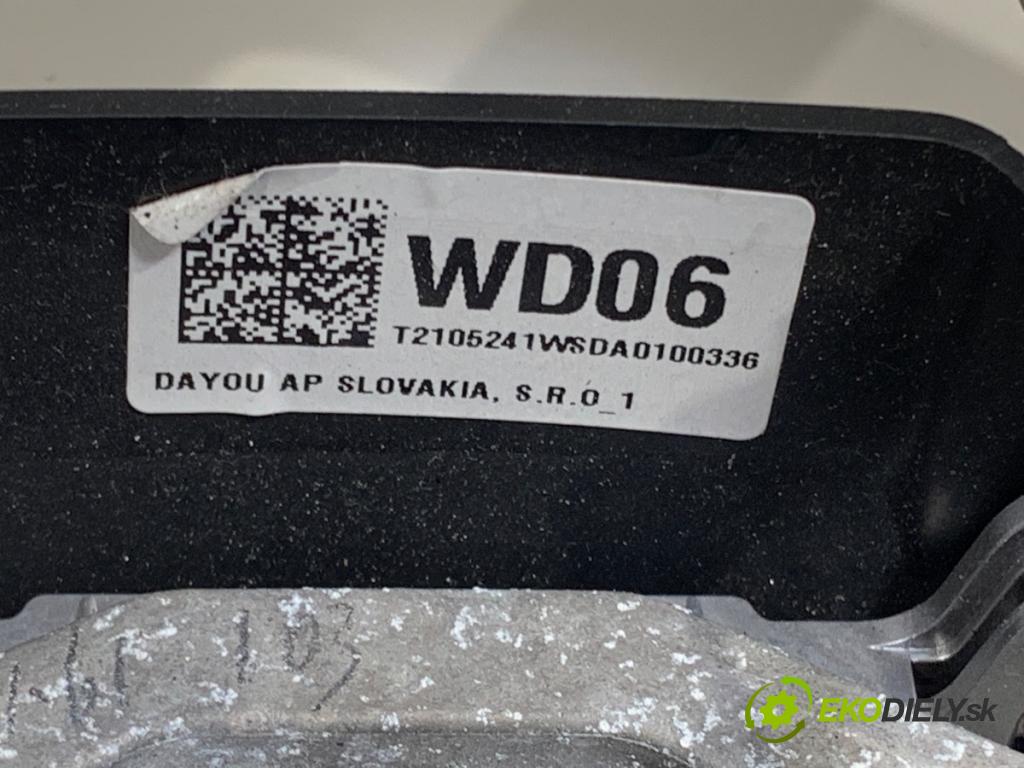 WD06
T2105241WSDA0100336
DAYOU AP SLOVAKIA, S.R.O_1
EKODIELY.sk